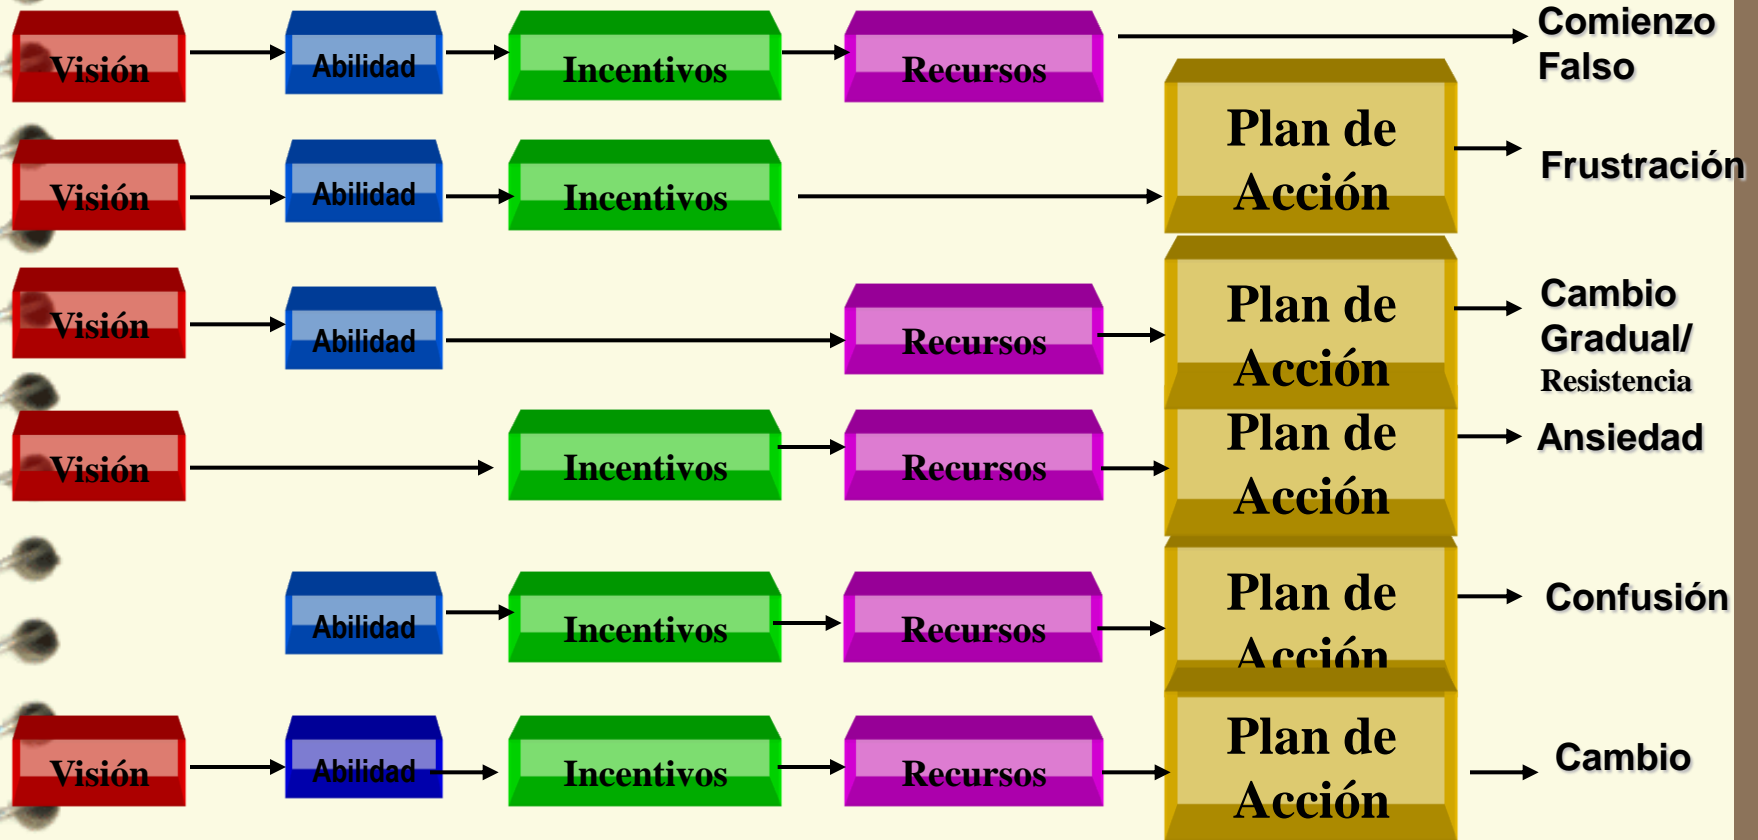 Visión Abilidad Incentivos Recursos Comienzo
Falso
Plan de
Acción
Visión Abilidad Incentivos Frustración
Visión Abilidad Recursos Plan de
Acción
Cambio
Gradual/
Resistencia
Visión Incentivos Recursos Plan de
Acción
Ansiedad
Abilidad Incentivos Recursos Plan de
Acción
Confusión
Visión Abilidad Incentivos Recursos Plan de
Acción
Cambio